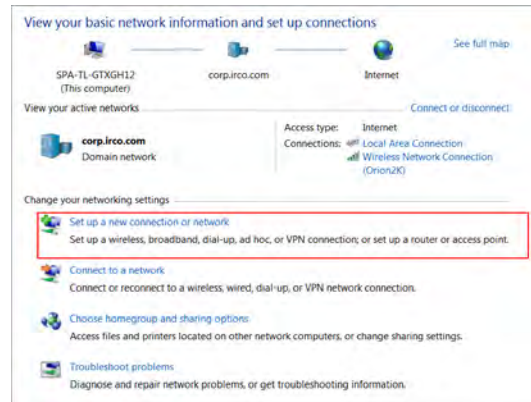 View your basic network information and set up connections
See full map
SPA-TL-GTXGH12
(This computer)
corp.irco.com
Internet
View your active networks
Connect or disconnect
corp.irco.com
Domain network
Access type: Internet
Connections: Local Area Connection
Wireless Network Connection
(Orion2K)
Change your networking settings
Set up a new connection or network
Set up a wireless, broadband, dial-up, ad hoc, or VPN connection; or set up a router or access point.
Connect to a network
Connect or reconnect to a wireless, wired, dial-up, or VPN network connection.
Choose homegroup and sharing options
Access files and printers located on other network computers, or change sharing settings.
Troubleshoot problems
Diagnose and repair network problems, or get troubleshooting information.